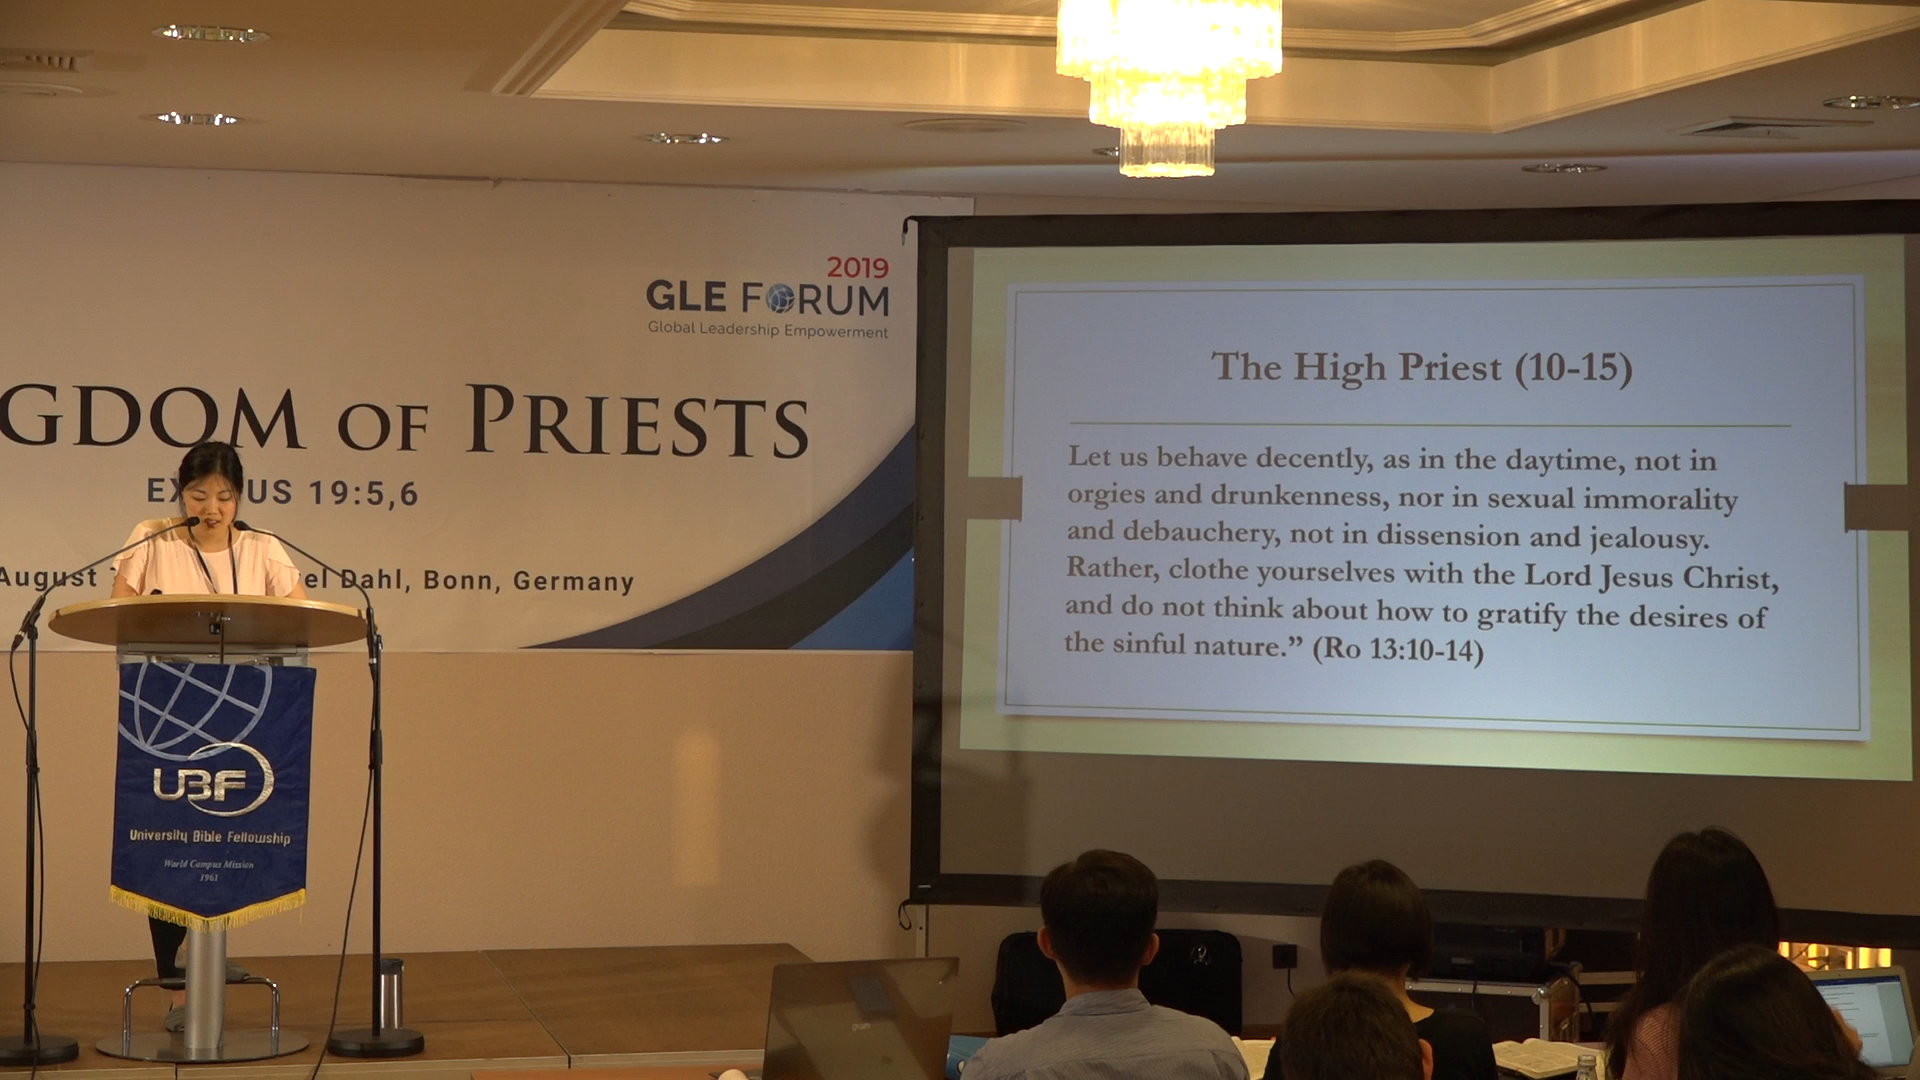 2019
GLE FORUM
Global Leadership Empowerment
GDOM OF PRIESTS
EX US 19:5,6
August el Dahl, Bonn, Germany
UBF
University Bible Fellowship
World Campus Mission
1961
The High Priest (10-15)
Let us behave decently, as in the daytime, not in
orgies and drunkenness, nor in sexual immorality
and debauchery, not in dissension and jealousy.
Rather, clothe yourselves with the Lord Jesus Christ,
and do not think about how to gratify the desires of
the sinful nature.” (Ro 13:10-14)
gram